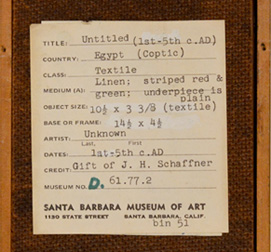 TITLE: Untitled (1st-5th c.AD)
COUNTRY: Egypt (Coptic)
CLASS: Textile
Linen; striped red &
MEDIUM (A): green; underpiece is
plain
OBJECT SIZE: 10½ x 3 3/8 (textile)
BASE OR FRAME: 14½ x 4½
ARTIST: Unknown
Last, First
DATES: 1st-5th c.AD
CREDIT: Gift of J. H. Schaffner
MUSEUM NO. D. 61.77.2
SANTA BARBARA MUSEUM OF ART
1130 STATE STREET SANTA BARBARA, CALIF.
bin 51